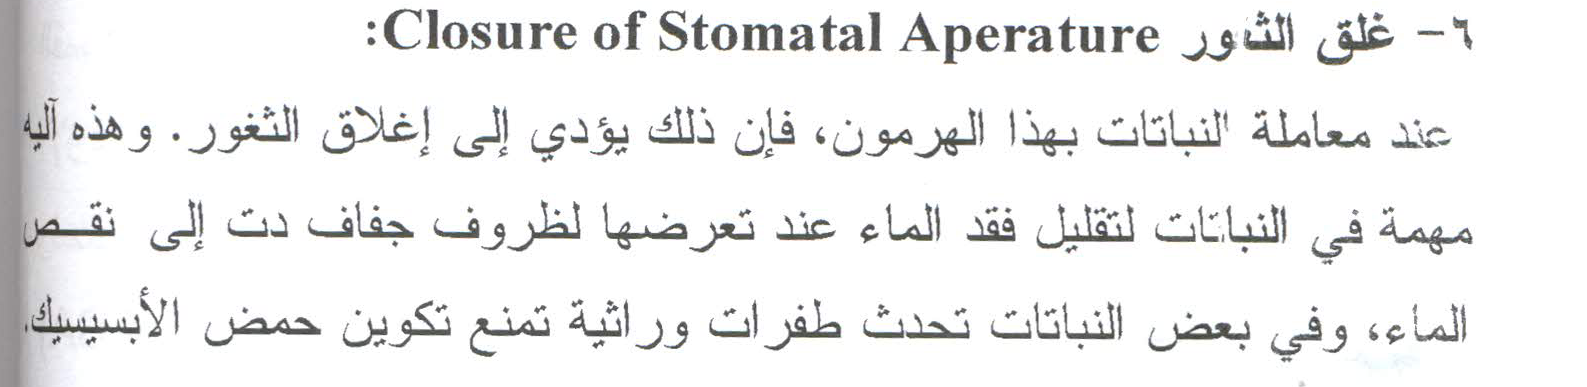 ٦- غلق الثغور Closure of Stomatal Aperature:
عند معاملة النباتات بهذا الهرمون، فإن ذلك يؤدي إلى إغلاق الثغور. وهذه آليه
مهمة في النباتات لتقليل فقد الماء عند تعرضها لظروف جفاف دت إلى نقص
الماء، وفي بعض النباتات تحدث طفرات وراثية تمنع تكوين حمض الأبسيسيك.